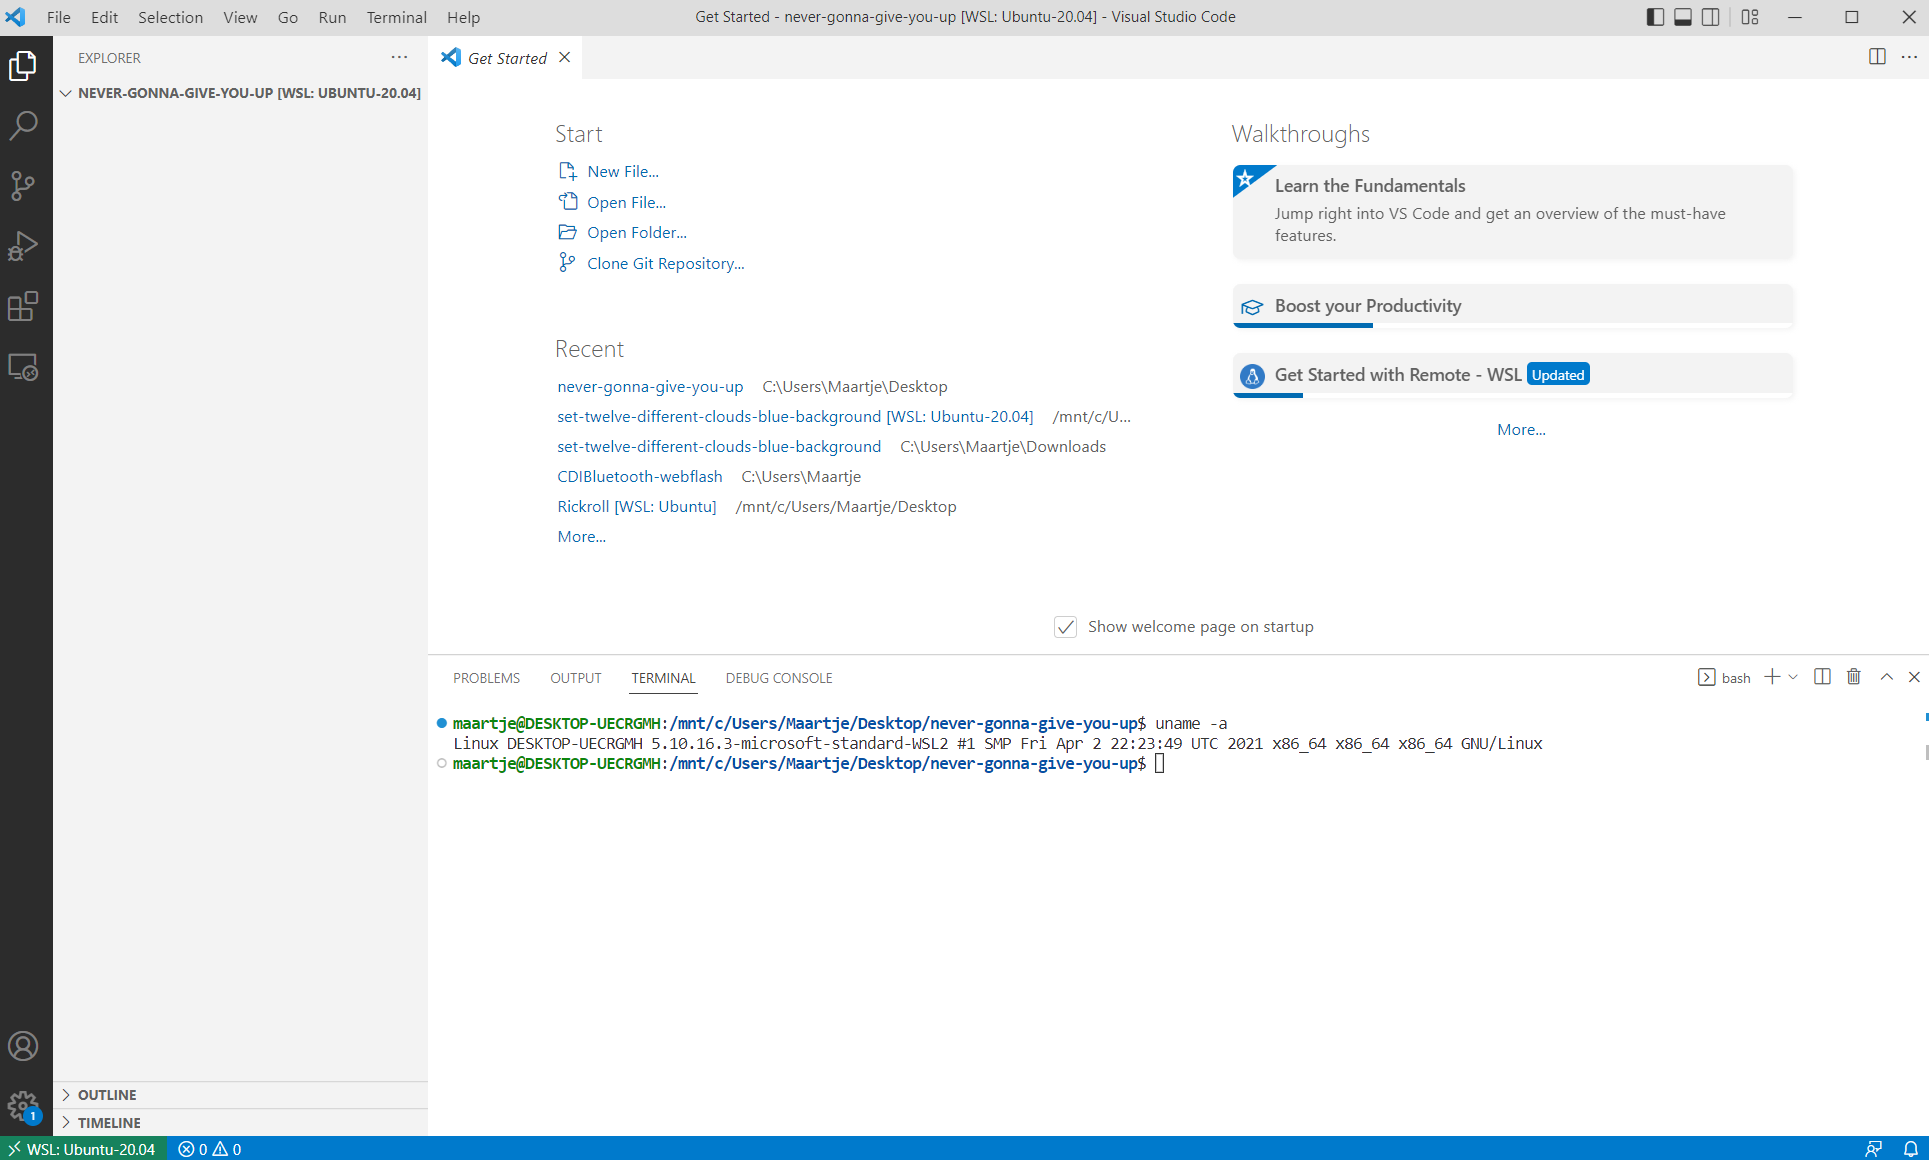 File Edit Selection View Go Run Terminal Help
Get Started - never-gonna-give-you-up [WSL: Ubuntu-20.04] - Visual Studio Code
EXPLORER
NEVER-GONNA-GIVE-YOU-UP [WSL: UBUNTU-20.04]
OUTLINE
TIMELINE
Get Started
Start
New File...
Open File...
Open Folder...
Clone Git Repository...
Recent
never-gonna-give-you-up C:\Users\Maartje\Desktop
set-twelve-different-clouds-blue-background [WSL: Ubuntu-20.04] /mnt/c/U...
set-twelve-different-clouds-blue-background C:\Users\Maartje\Downloads
CDIBluetooth-webflash C:\Users\Maartje
Rickroll [WSL: Ubuntu] /mnt/c/Users/Maartje/Desktop
More...
Walkthroughs
Learn the Fundamentals
Jump right into VS Code and get an overview of the must-have
features.
Boost your Productivity
Get Started with Remote - WSL Updated
More...
Show welcome page on startup
PROBLEMS OUTPUT TERMINAL DEBUG CONSOLE
bash
maartje@DESKTOP-UECRGMH:/mnt/c/Users/Maartje/Desktop/never-gonna-give-you-up$ uname -a
Linux DESKTOP-UECRGMH 5.10.16.3-microsoft-standard-WSL2 #1 SMP Fri Apr 2 22:23:49 UTC 2021 x86_64 x86_64 x86_64 GNU/Linux
maartje@DESKTOP-UECRGMH:/mnt/c/Users/Maartje/Desktop/never-gonna-give-you-up$
1
WSL: Ubuntu-20.04 0 0